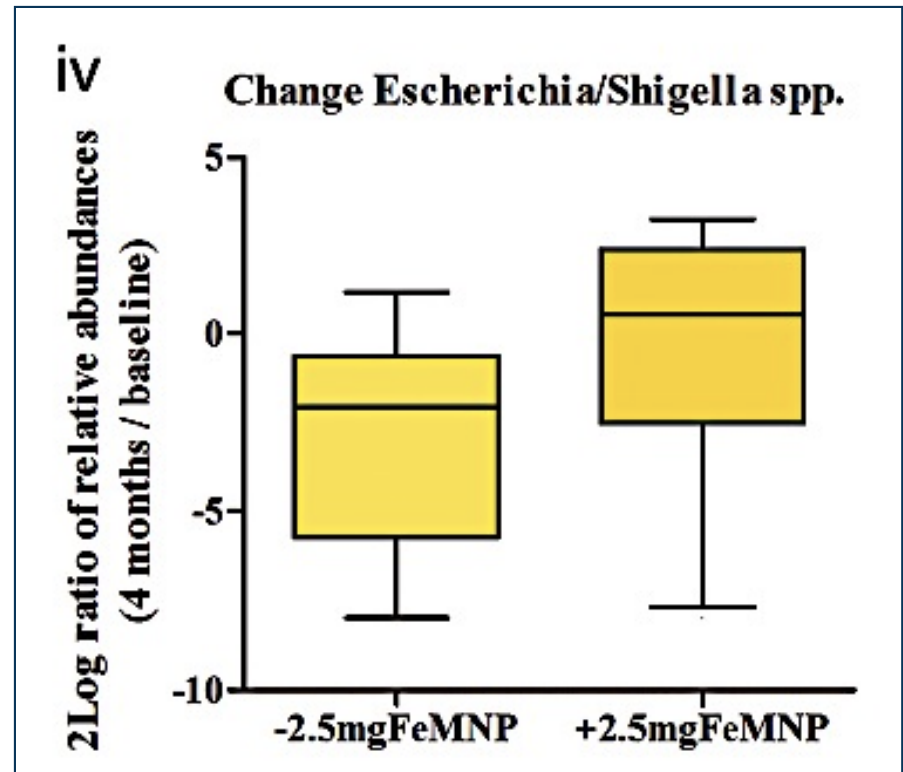 iv
Change Escherichia/Shigella spp.
2Log ratio of relative abundances
(4 months / baseline)
5
0
-5
-10
-2.5mgFeMNP
+2.5mgFeMNP